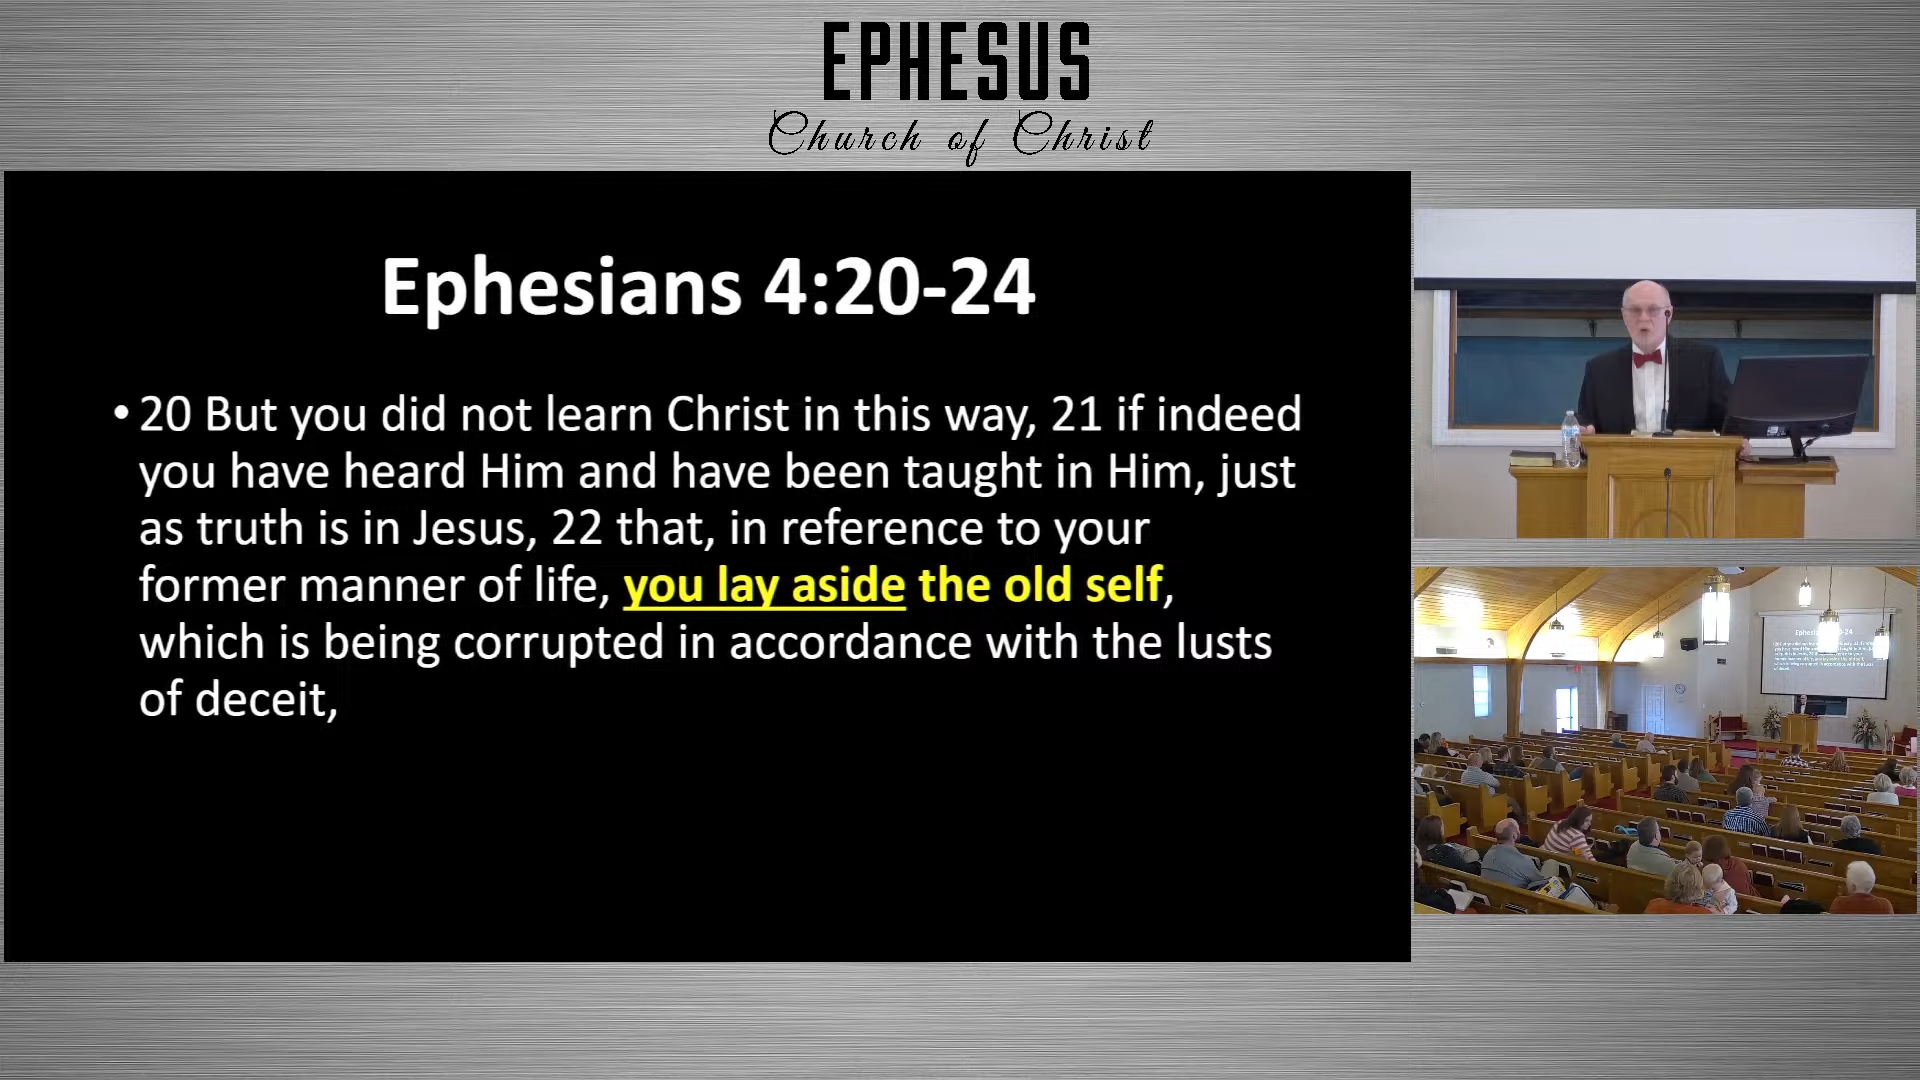 EPHESUS
Church of Christ
Ephesians 4:20-24
• 20 But you did not learn Christ in this way, 21 if indeed
you have heard Him and have been taught in Him, just
as truth is in Jesus, 22 that, in reference to your
former manner of life, you lay aside the old self,
which is being corrupted in accordance with the lusts
of deceit,